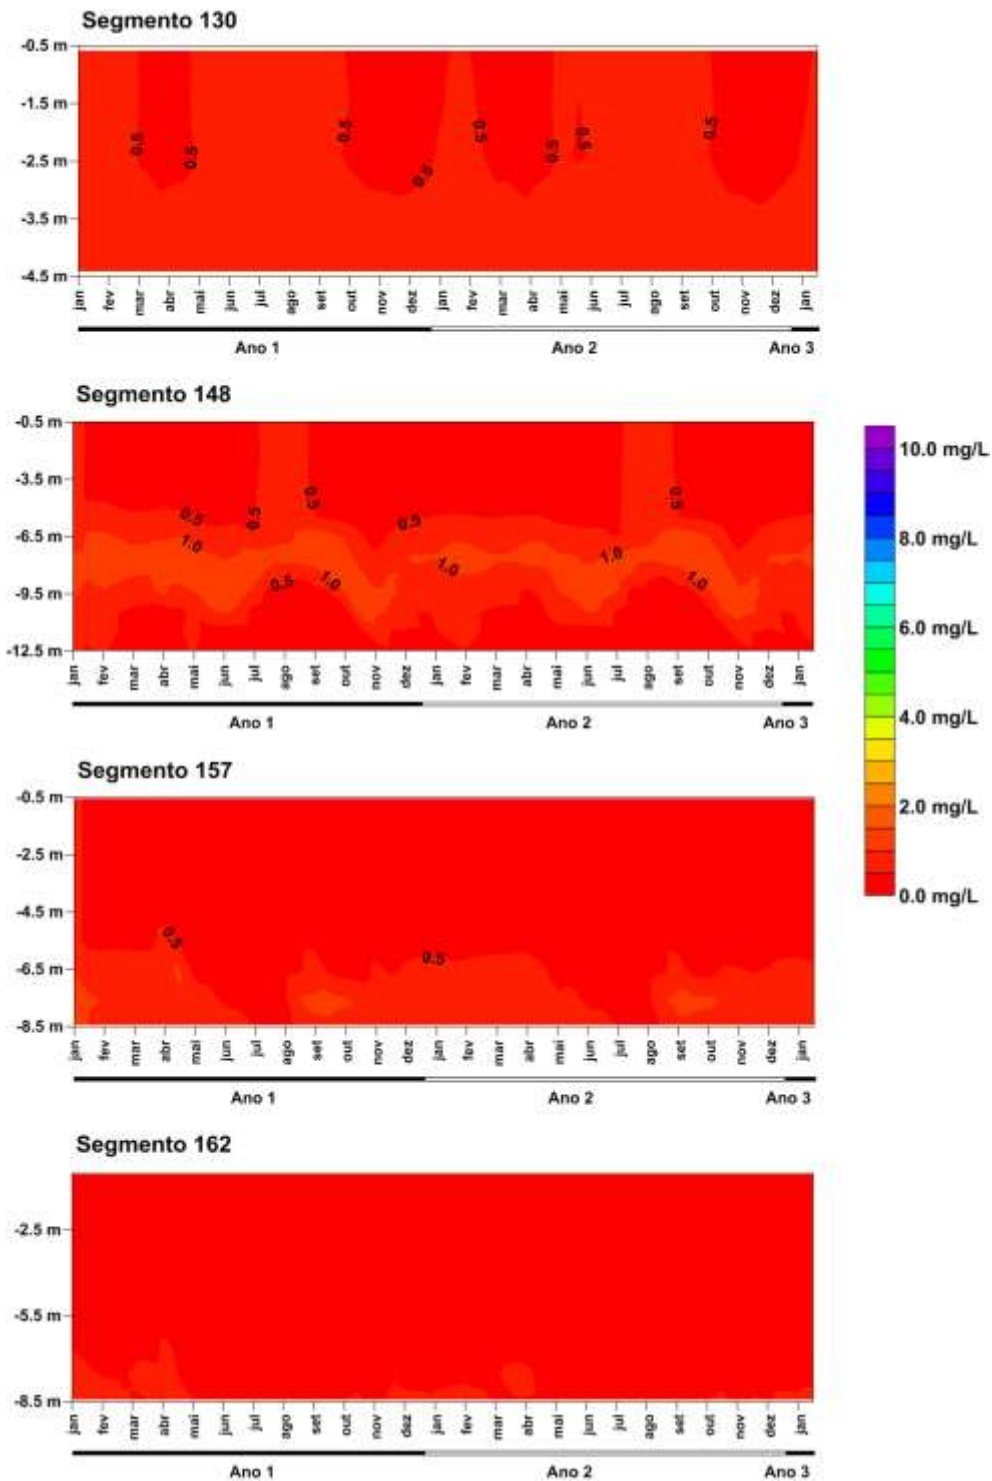 Segmento 130
-0.5 m
-1.5 m
-2.5 m
-3.5 m
-4.5 m
0.5 0.5 0.5 0.5 0.5 0.5 0.5 0.5
jan fev mar abr mai jun jul ago set out nov dez jan fev mar abr mai jun jul ago set out nov dez jan
Ano 1 Ano 2 Ano 3
Segmento 148
-0.5 m
-3.5 m
-6.5 m
-9.5 m
-12.5 m
0.5 0.5 0.5 0.5 0.5
1.0 1.0 1.0
0.5 1.0 1.0
jan fev mar abr mai jun jul ago set out nov dez jan fev mar abr mai jun jul ago set out nov dez jan
Ano 1 Ano 2 Ano 3
10.0 mg/L
8.0 mg/L
6.0 mg/L
4.0 mg/L
2.0 mg/L
0.0 mg/L
Segmento 157
-0.5 m
-2.5 m
-4.5 m
-6.5 m
-8.5 m
0.5 0.5
jan fev mar abr mai jun jul ago set out nov dez jan fev mar abr mai jun jul ago set out nov dez jan
Ano 1 Ano 2 Ano 3
Segmento 162
-2.5 m
-5.5 m
-8.5 m
jan fev mar abr mai jun jul ago set out nov dez jan fev mar abr mai jun jul ago set out nov dez jan
Ano 1 Ano 2 Ano 3